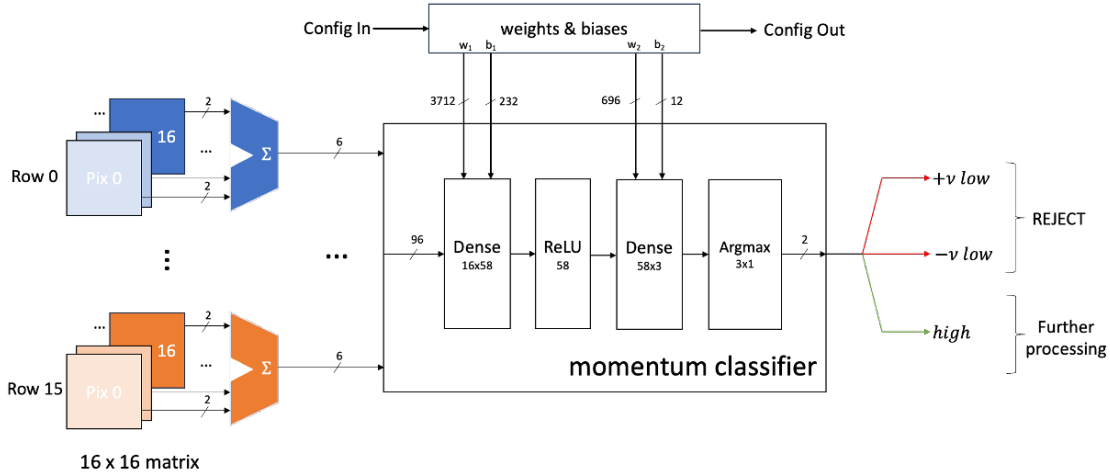 Config In
weights & biases
Config Out
w₁ b₁ w₂ b₂
3712 232 696 12
... 2
16
...
Σ
6
Row 0
Pix 0
2
+ν low
REJECT
⋮
...
96
Dense
16x58
ReLU
58
Dense
58x3
Argmax
3x1
2
−ν low
... 2
16
...
Σ
6
Row 15
Pix 0
2
high
Further
processing
momentum classifier
16 x 16 matrix